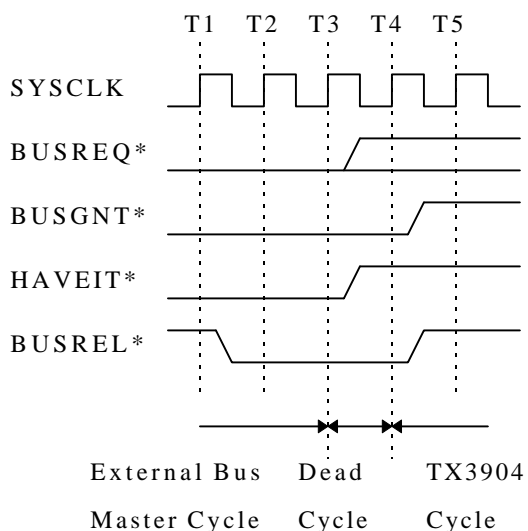 T1 T2 T3 T4 T5
SYSCLK
BUSREQ*
BUSGNT*
HAVEIT*
BUSREL*
External Bus Dead TX3904
Master Cycle Cycle Cycle